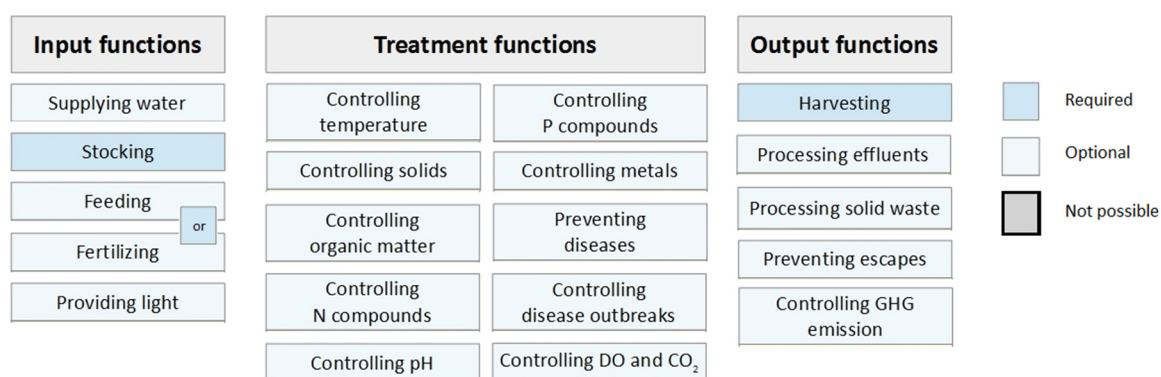 Input functions
Supplying water
Stocking
Feeding
or
Fertilizing
Providing light
Treatment functions
Controlling
temperature
Controlling
P compounds
Controlling solids
Controlling metals
Controlling
organic matter
Preventing
diseases
Controlling
N compounds
Controlling
disease outbreaks
Controlling pH
Controlling DO and CO₂
Output functions
Harvesting
Processing effluents
Processing solid waste
Preventing escapes
Controlling GHG
emission
Required
Optional
Not possible